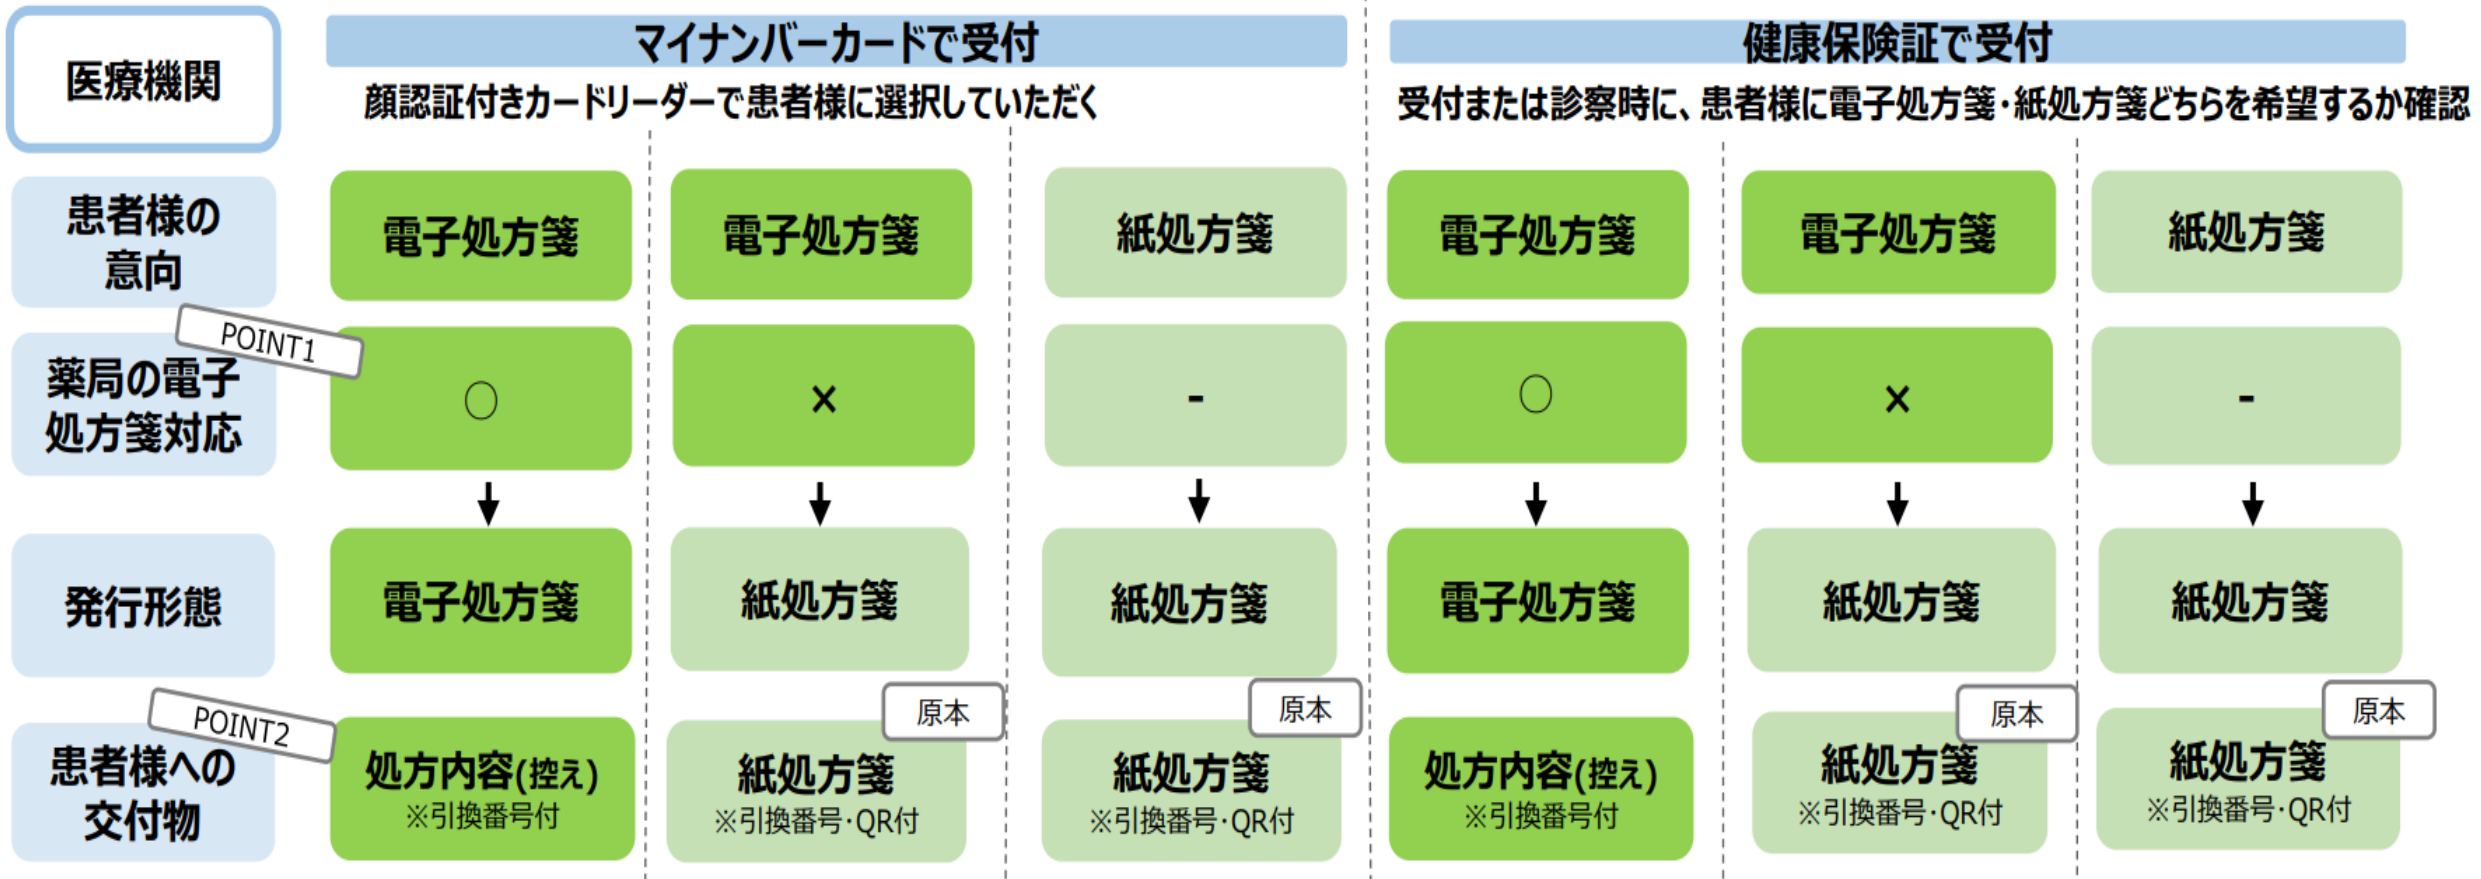 医療機関
マイナンバーカードで受付
健康保険証で受付
顔認証付きカードリーダーで患者様に選択していただく
受付または診察時に、患者様に電子処方箋・紙処方箋どちらを希望するか確認
患者様の
意向
電子処方箋
電子処方箋
紙処方箋
電子処方箋
電子処方箋
紙処方箋
POINT1
薬局の電子
処方箋対応
○
×
-
○
×
-
発行形態
電子処方箋
紙処方箋
紙処方箋
電子処方箋
紙処方箋
紙処方箋
POINT2
患者様への
交付物
処方内容(控え)
※引換番号付
原本
紙処方箋
※引換番号・QR付
原本
紙処方箋
※引換番号・QR付
処方内容(控え)
※引換番号付
原本
紙処方箋
※引換番号・QR付
原本
紙処方箋
※引換番号・QR付